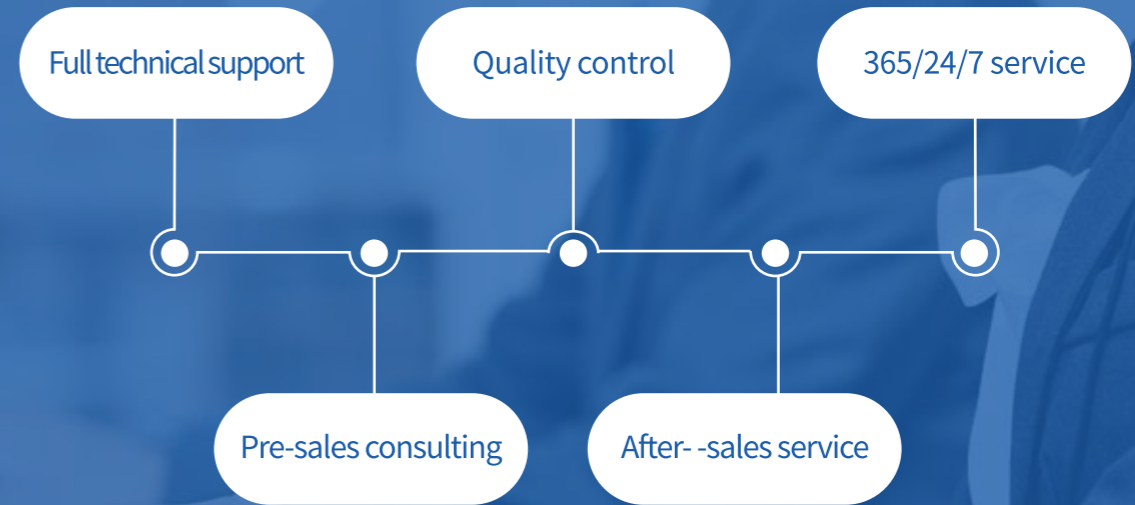 Full technical support
Quality control
365/24/7 service
Pre-sales consulting
After- -sales service